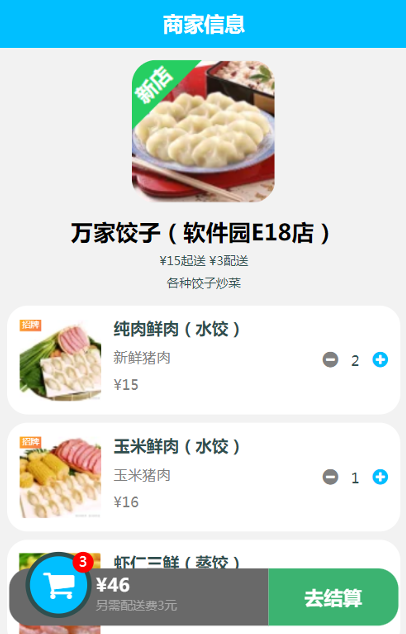 商家信息
新店
万家饺子（软件园E18店）
¥15起送 ¥3配送
各种饺子炒菜
招牌
纯肉鲜肉（水饺）
新鲜猪肉
2
¥15
招牌
玉米鲜肉（水饺）
玉米猪肉
1
¥16
虾仁三鲜（蒸饺）
3
¥46
另需配送费3元
去结算